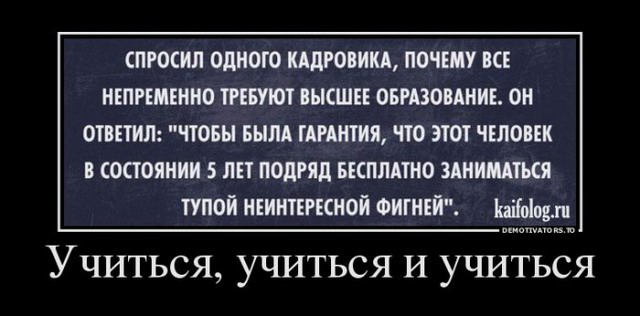 СПРОСИЛ ОДНОГО КАДРОВИКА, ПОЧЕМУ ВСЕ
НЕПРЕМЕННО ТРЕБУЮТ ВЫСШЕЕ ОБРАЗОВАНИЕ. ОН
ОТВЕТИЛ: "ЧТОБЫ БЫЛА ГАРАНТИЯ, ЧТО ЭТОТ ЧЕЛОВЕК
В СОСТОЯНИИ 5 ЛЕТ ПОДРЯД БЕСПЛАТНО ЗАНИМАТЬСЯ
ТУПОЙ НЕИНТЕРЕСНОЙ ФИГНЕЙ".
kaifolog.ru
DEMOTIVATORS.TO
Учиться, учиться и учиться